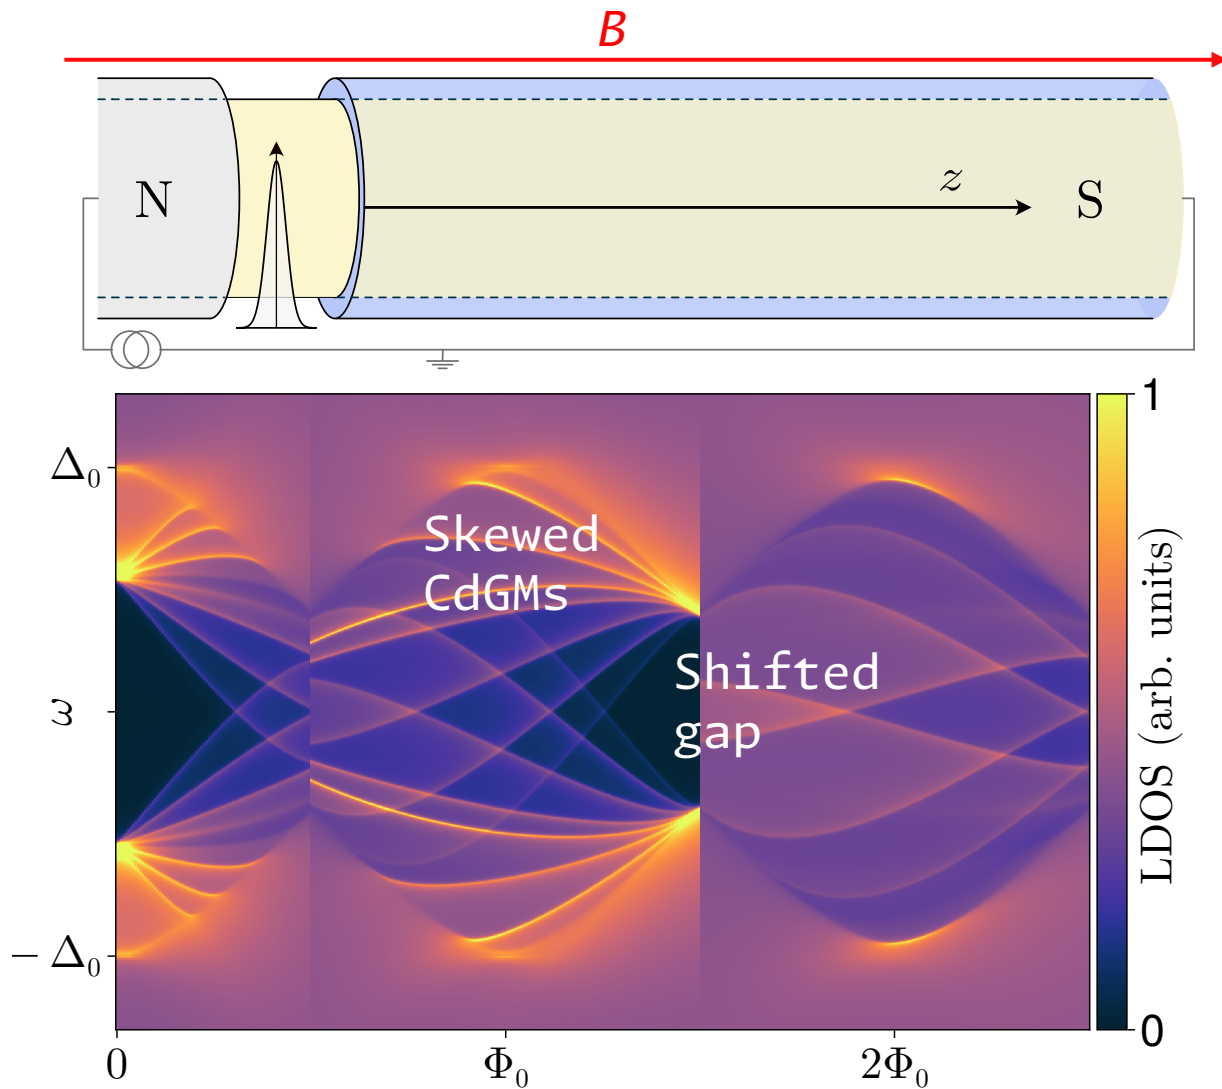 B
N
z
S
Δ₀
ω
− Δ₀
Skewed
CdGMs
Shifted
gap
0
Φ₀
2Φ₀
1
0
LDOS (arb. units)